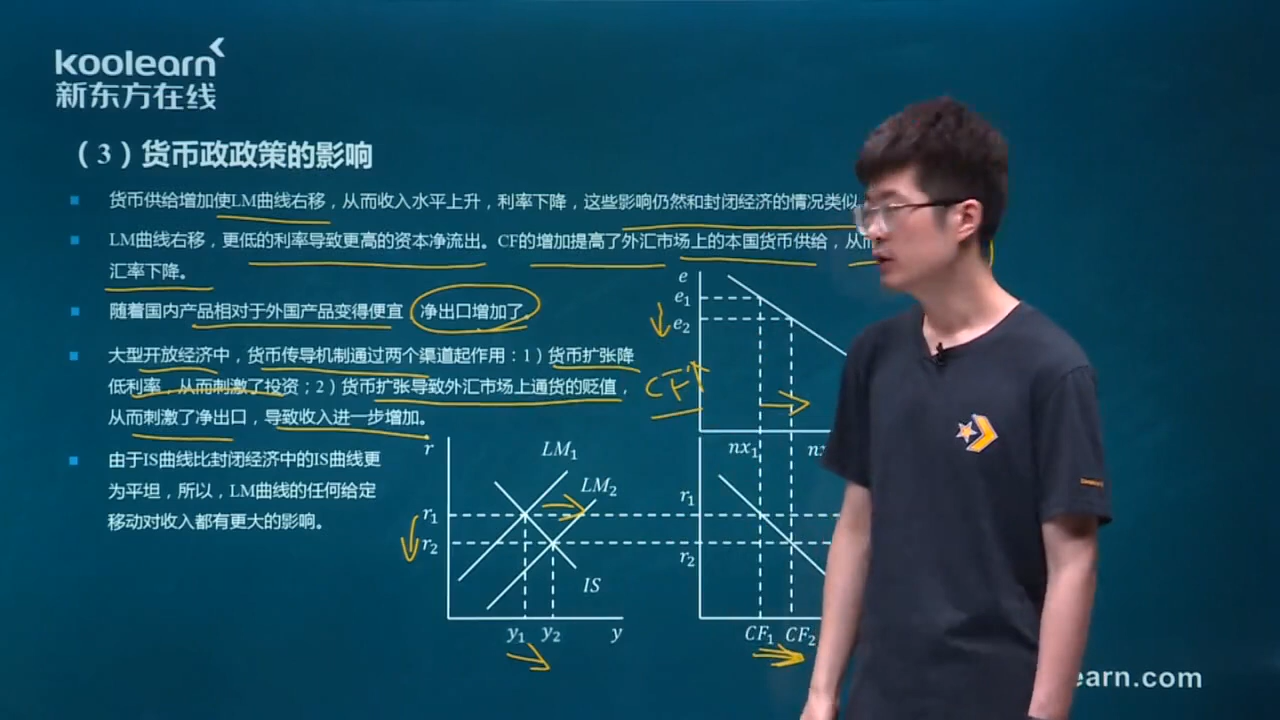 koolearn
新东方在线
（3）货币政政策的影响
货币供给增加使LM曲线右移，从而收入水平上升，利率下降，这些影响仍然和封闭经济的情况类似
LM曲线右移，更低的利率导致更高的资本净流出。CF的增加提高了外汇市场上的本国货币供给，从而
汇率下降。
随着国内产品相对于外国产品变得便宜 净出口增加了。
大型开放经济中，货币传导机制通过两个渠道起作用：1）货币扩张降
低利率，从而刺激了投资；2）货币扩张导致外汇市场上通货的贬值，
从而刺激了净出口，导致收入进一步增加。
由于IS曲线比封闭经济中的IS曲线更
为平坦，所以，LM曲线的任何给定
移动对收入都有更大的影响。
e
e₁
e₂
CF↑
nx₁
r
LM₁
LM₂
r₁
r₂
IS
y₁ y₂ y
r₁
r₂
CF₁ CF₂
earn.com